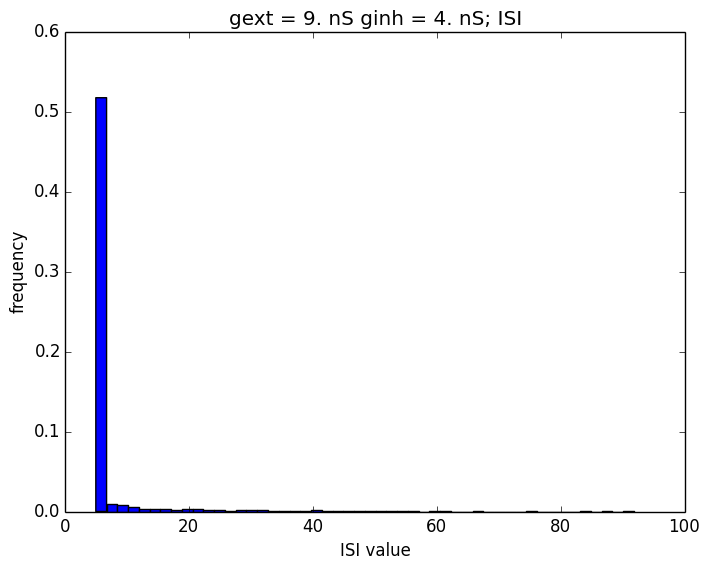 gext = 9. nS ginh = 4. nS; ISI
0.6
0.5
0.4
0.3
0.2
0.1
0.0
frequency
0 20 40 60 80 100
ISI value